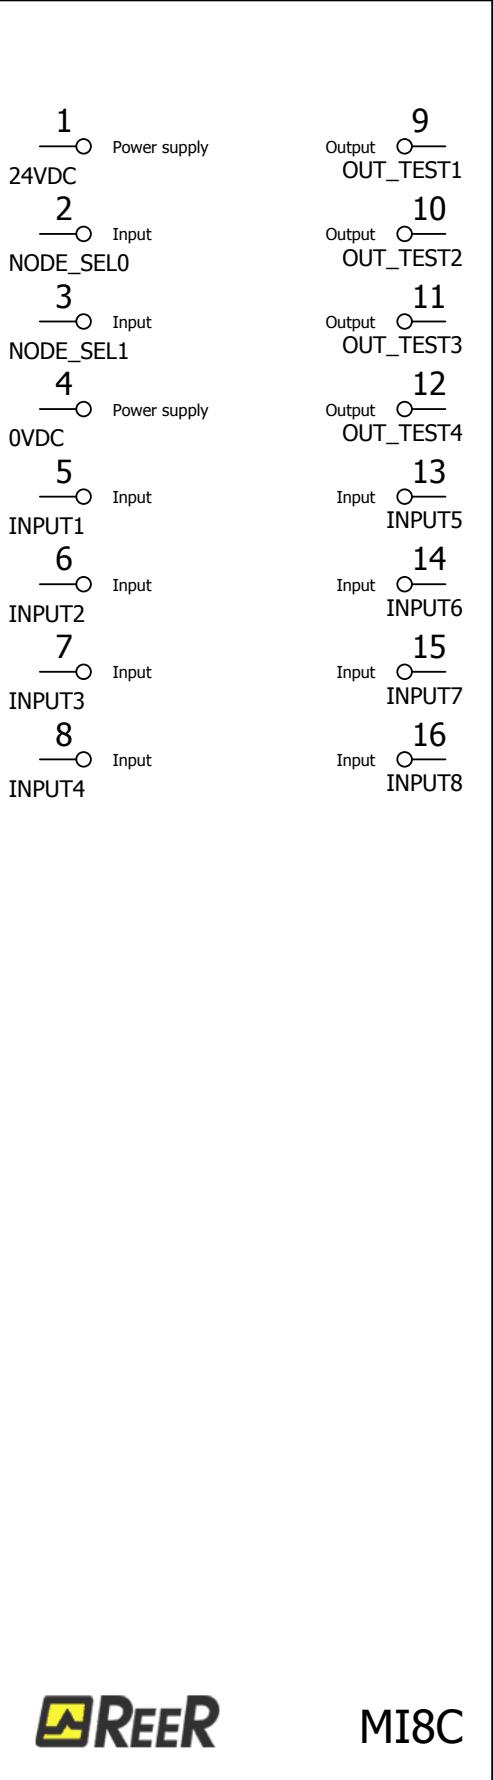 1
Power supply
24VDC
2
Input
NODE_SEL0
3
Input
NODE_SEL1
4
Power supply
0VDC
5
Input
INPUT1
6
Input
INPUT2
7
Input
INPUT3
8
Input
INPUT4
9
Output
OUT_TEST1
10
Output
OUT_TEST2
11
Output
OUT_TEST3
12
Output
OUT_TEST4
13
Input
INPUT5
14
Input
INPUT6
15
Input
INPUT7
16
Input
INPUT8
REER
MI8C